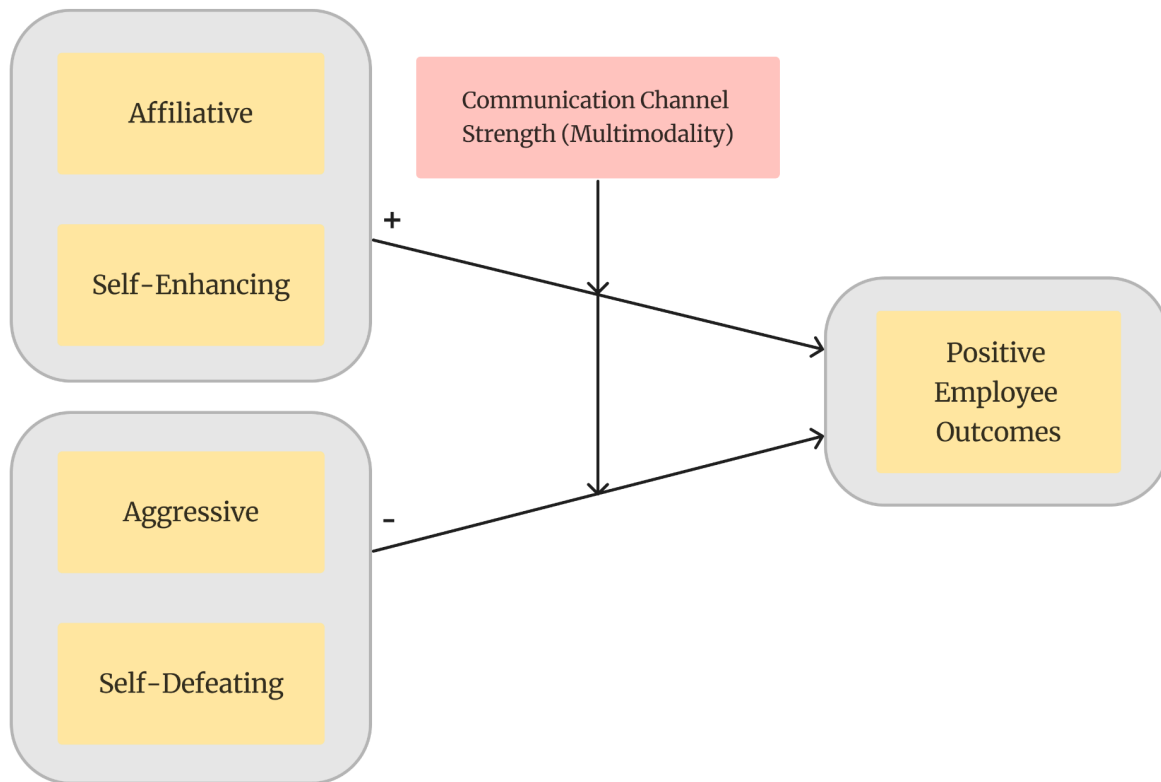 Affiliative
Self-Enhancing
Communication Channel
Strength (Multimodality)
+
Aggressive
-
Self-Defeating
Positive
Employee
Outcomes